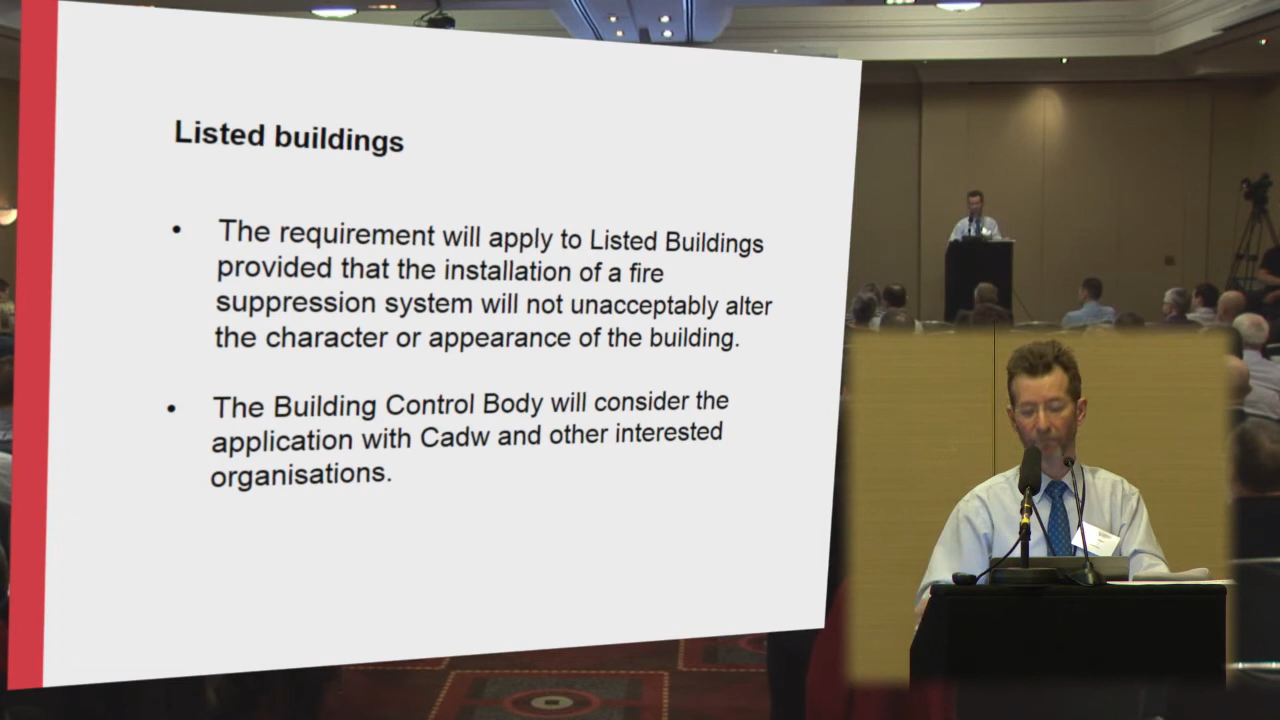 Listed buildings
• The requirement will apply to Listed Buildings
provided that the installation of a fire
suppression system will not unacceptably alter
the character or appearance of the building.
• The Building Control Body will consider the
application with Cadw and other interested
organisations.